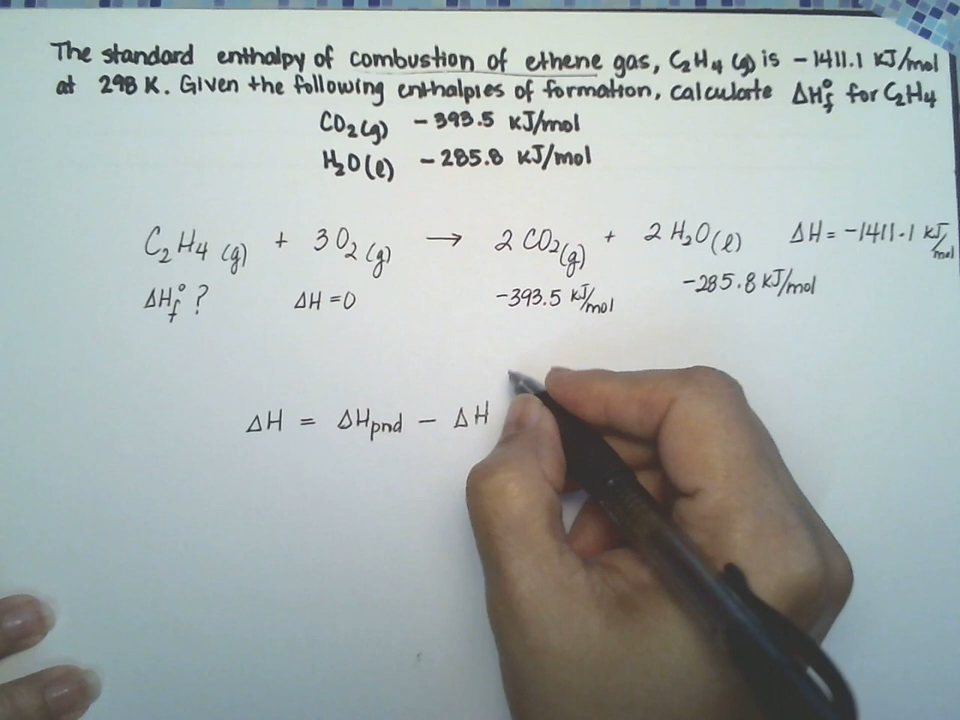 The standard enthalpy of combustion of ethene gas, C₂H₄ (g) is −1411.1 KJ/mol
at 298 K. Given the following enthalpies of formation, calculate ΔH°f for C₂H₄
CO₂(g) −393.5 KJ/mol
H₂O(l) −285.8 KJ/mol
C₂H₄ (g) + 3O₂ (g) → 2 CO₂(g) + 2 H₂O(l) ΔH = −1411.1 KJ/mol
ΔH°f ? ΔH = 0 −393.5 KJ/mol −285.8 KJ/mol
ΔH = ΔHpnd − ΔH